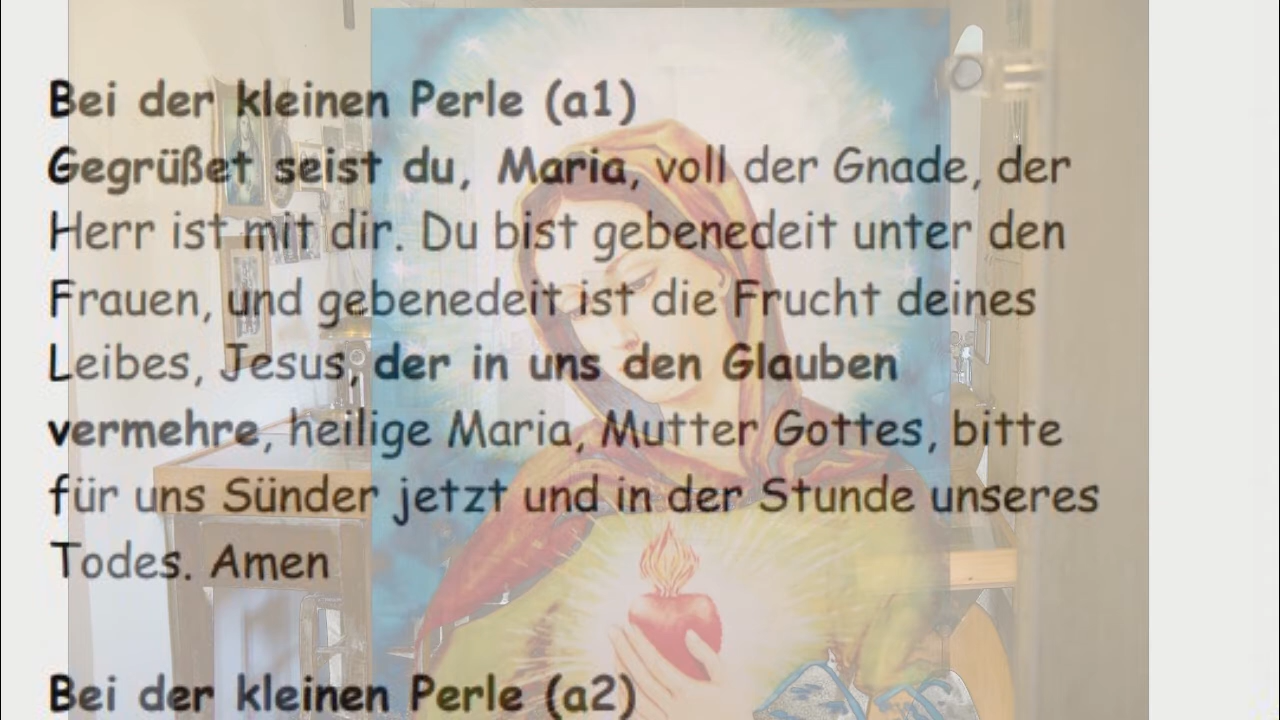 Bei der kleinen Perle (a1)
Gegrüßet seist du, Maria, voll der Gnade, der
Herr ist mit dir. Du bist gebenedeit unter den
Frauen, und gebenedeit ist die Frucht deines
Leibes, Jesus, der in uns den Glauben
vermehre, heilige Maria, Mutter Gottes, bitte
für uns Sünder jetzt und in der Stunde unseres
Todes. Amen
Bei der kleinen Perle (a2)